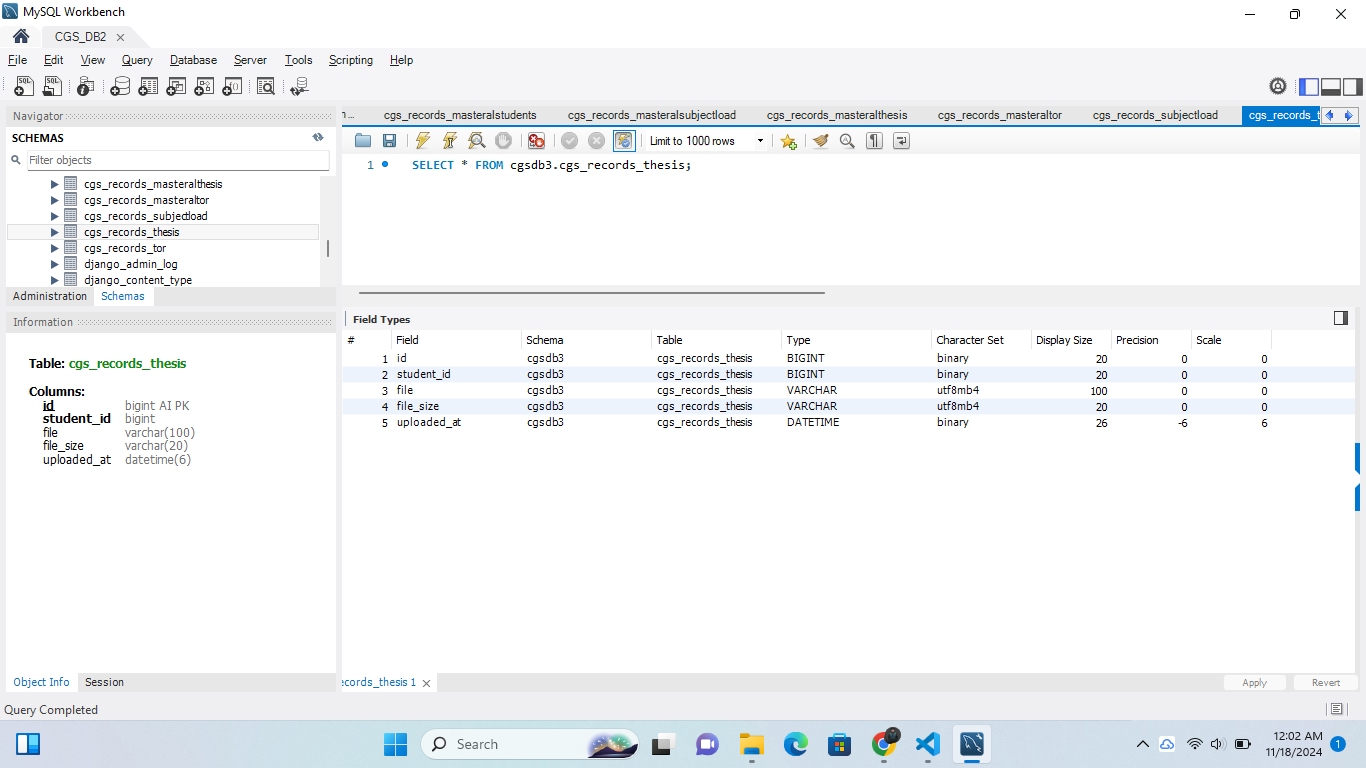 MySQL Workbench
CGS_DB2
File Edit View Query Database Server Tools Scripting Help
Navigator
SCHEMAS
Filter objects
cgs_records_masteralthesis
cgs_records_masteraltor
cgs_records_subjectload
cgs_records_thesis
cgs_records_tor
django_admin_log
django_content_type
Administration Schemas
Information
Table: cgs_records_thesis
Columns:
id bigint AI PK
student_id bigint
file varchar(100)
file_size varchar(20)
uploaded_at datetime(6)
Object Info Session
cgs_records_masteralstudents cgs_records_masteralsubjectload cgs_records_masteralthesis cgs_records_masteraltor cgs_records_subjectload cgs_records_t
Limit to 1000 rows
1 SELECT * FROM cgsdb3.cgs_records_thesis;
Field Types
# Field Schema Table Type Character Set Display Size Precision Scale
1 id cgsdb3 cgs_records_thesis BIGINT binary 20 0 0
2 student_id cgsdb3 cgs_records_thesis BIGINT binary 20 0 0
3 file cgsdb3 cgs_records_thesis VARCHAR utf8mb4 100 0 0
4 file_size cgsdb3 cgs_records_thesis VARCHAR utf8mb4 20 0 0
5 uploaded_at cgsdb3 cgs_records_thesis DATETIME binary 26 -6 6
ecords_thesis 1
Apply Revert
Query Completed
Search
12:02 AM
11/18/2024
1